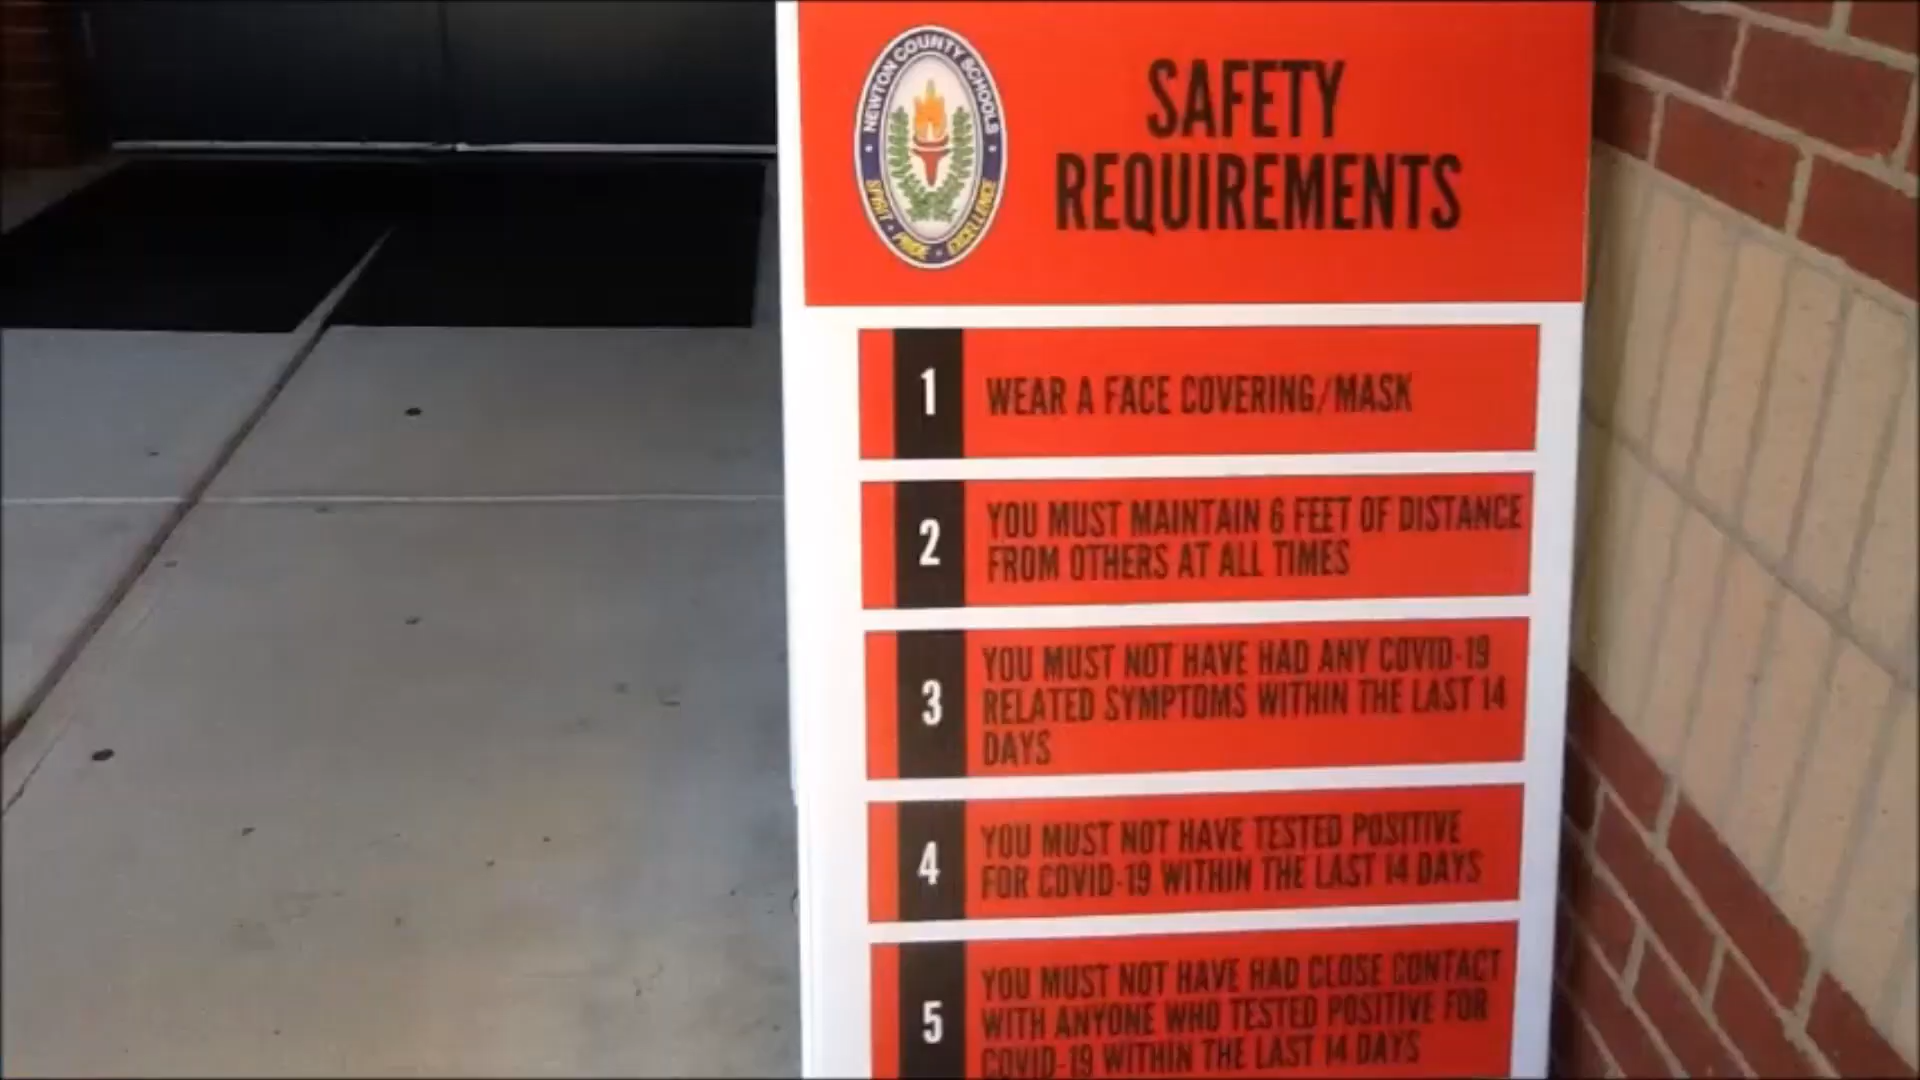 NEWTON COUNTY SCHOOLS
SPIRIT • PRIDE • EXCELLENCE
SAFETY
REQUIREMENTS
1
WEAR A FACE COVERING/MASK
2
YOU MUST MAINTAIN 6 FEET OF DISTANCE
FROM OTHERS AT ALL TIMES
3
YOU MUST NOT HAVE HAD ANY COVID-19
RELATED SYMPTOMS WITHIN THE LAST 14
DAYS
4
YOU MUST NOT HAVE TESTED POSITIVE
FOR COVID-19 WITHIN THE LAST 14 DAYS
5
YOU MUST NOT HAVE HAD CLOSE CONTACT
WITH ANYONE WHO TESTED POSITIVE FOR
COVID-19 WITHIN THE LAST 14 DAYS